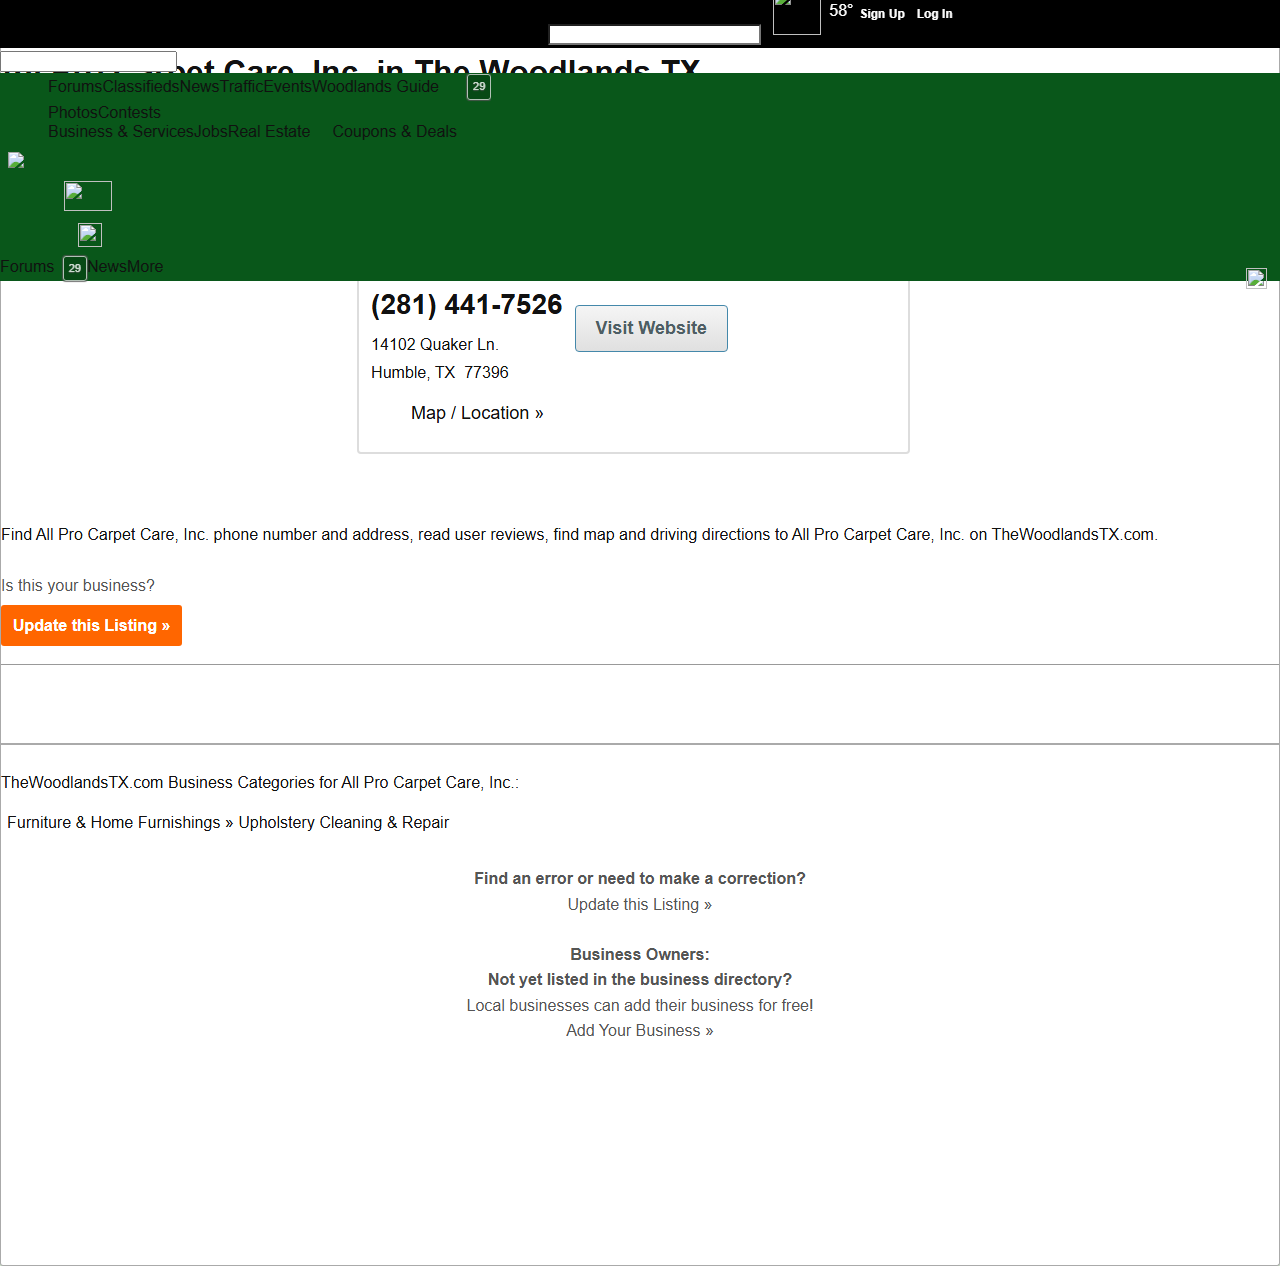 58° Sign Up Log In
Carpet Care, Inc. in The Woodlands TX
ForumsClassifiedsNewsTrafficEventsWoodlands Guide 29
PhotosContests
Business & ServicesJobsReal Estate Coupons & Deals
Forums 29 NewsMore
(281) 441-7526
Visit Website
14102 Quaker Ln.
Humble, TX 77396
Map / Location »
Find All Pro Carpet Care, Inc. phone number and address, read user reviews, find map and driving directions to All Pro Carpet Care, Inc. on TheWoodlandsTX.com.
Is this your business?
Update this Listing »
TheWoodlandsTX.com Business Categories for All Pro Carpet Care, Inc.:
Furniture & Home Furnishings » Upholstery Cleaning & Repair
Find an error or need to make a correction?
Update this Listing »
Business Owners:
Not yet listed in the business directory?
Local businesses can add their business for free!
Add Your Business »